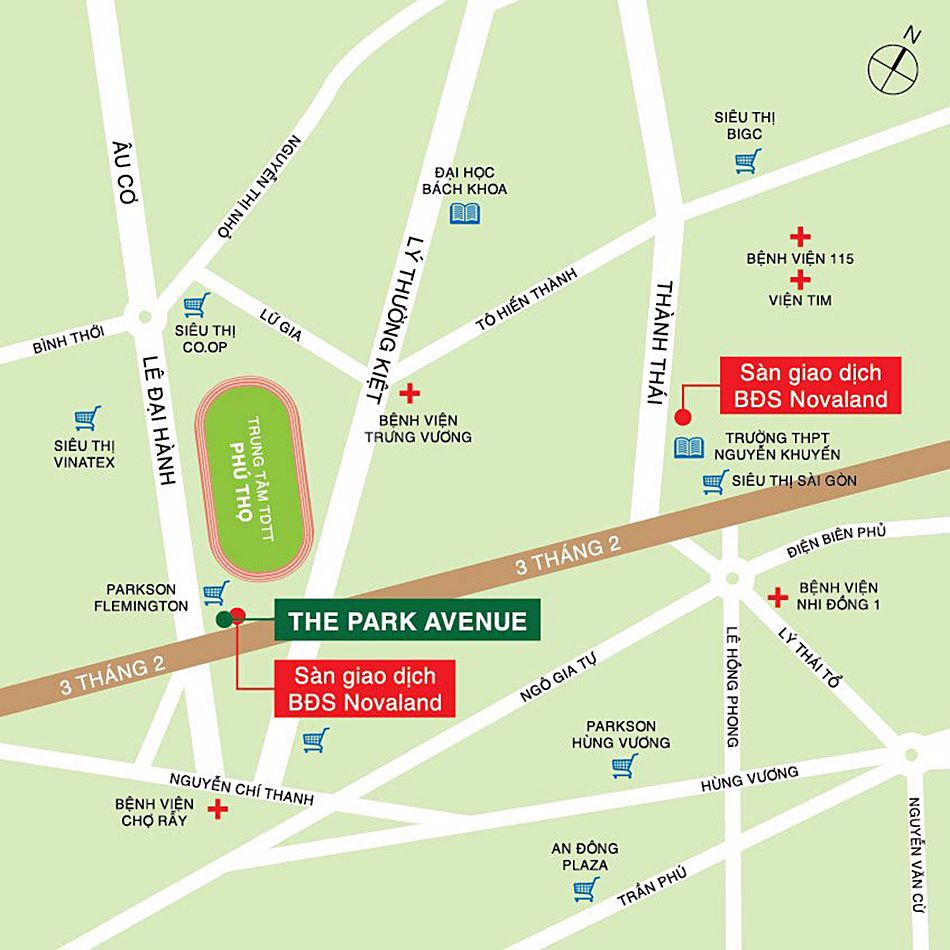 N
SIÊU THỊ
BIGC
ÂU CƠ
NGUYỄN THỊ NHỎ
ĐẠI HỌC
BÁCH KHOA
LÝ THƯỜNG KIỆT
BỆNH VIỆN 115
VIỆN TIM
TÔ HIẾN THÀNH
THÀNH THÁI
SIÊU THỊ
CO.OP
LỮ GIA
BÌNH THỚI
LÊ ĐẠI HÀNH
Sàn giao dịch
BĐS Novaland
BỆNH VIỆN
TRƯNG VƯƠNG
SIÊU THỊ
VINATEX
TRUNG TÂM TDTT
PHÚ THỌ
TRƯỜNG THPT
NGUYỄN KHUYẾN
SIÊU THỊ SÀI GÒN
3 THÁNG 2
ĐIỆN BIÊN PHỦ
PARKSON
FLEMINGTON
BỆNH VIỆN
NHI ĐỒNG 1
THE PARK AVENUE
LÊ HỒNG PHONG
LÝ THÁI TỔ
3 THÁNG 2
Sàn giao dịch
BĐS Novaland
NGÔ GIA TỰ
PARKSON
HÙNG VƯƠNG
NGUYỄN CHÍ THANH
HÙNG VƯƠNG
BỆNH VIỆN
CHỢ RẪY
NGUYỄN VĂN CỪ
AN ĐÔNG
PLAZA
TRẦN PHÚ